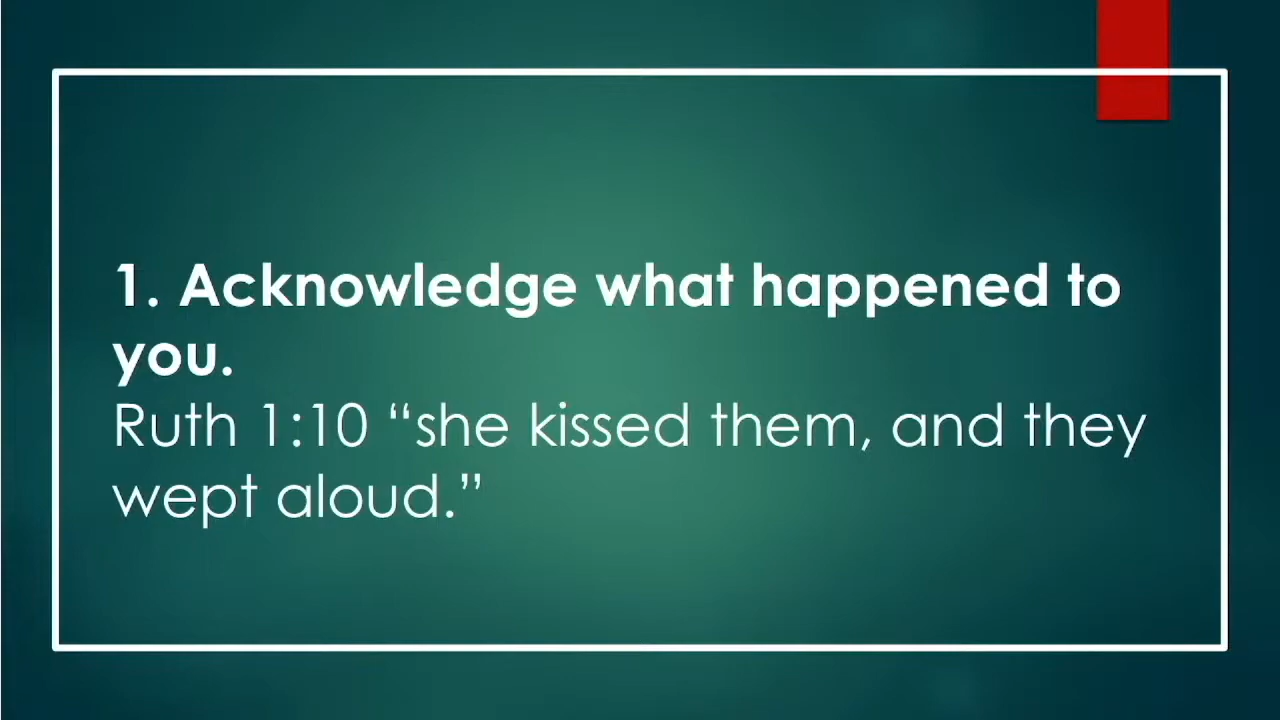 1. Acknowledge what happened to
you.
Ruth 1:10 “she kissed them, and they
wept aloud.”